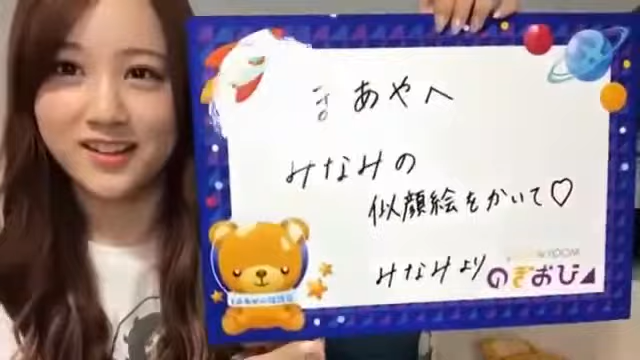 まあやへ
みなみの
似顔絵をかいて♡
みなみより
のぎおび